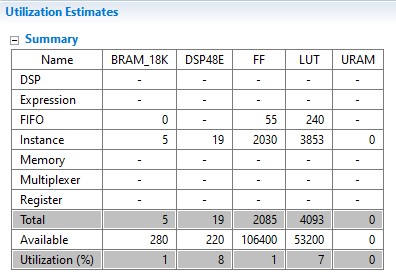 Utilization Estimates
Summary
Name BRAM_18K DSP48E FF LUT URAM
DSP - - - - -
Expression - - - - -
FIFO 0 - 55 240 -
Instance 5 19 2030 3853 0
Memory - - - - -
Multiplexer - - - - -
Register - - - - -
Total 5 19 2085 4093 0
Available 280 220 106400 53200 0
Utilization (%) 1 8 1 7 0